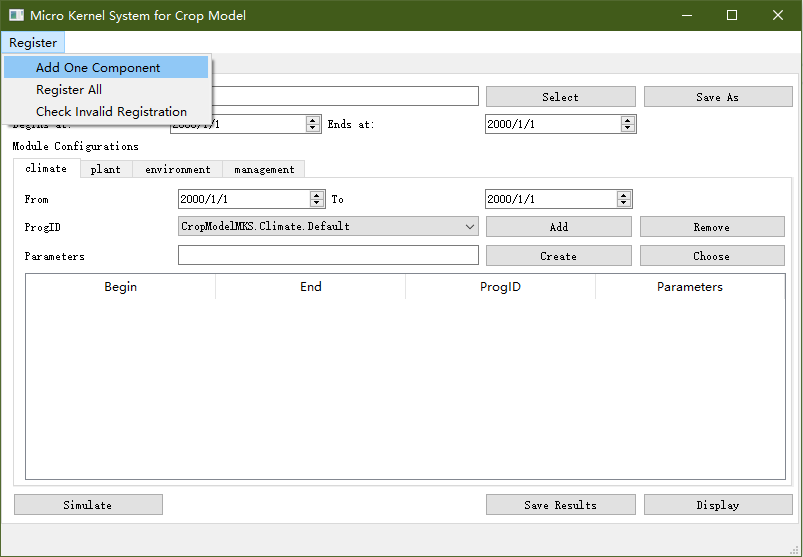 Micro Kernel System for Crop Model
Register
Add One Component
Register All
Check Invalid Registration
Select
Save As
Begins at:
2000/1/1
Ends at:
2000/1/1
Module Configurations
climate
plant
environment
management
From
2000/1/1
To
2000/1/1
ProgID
CropModelMKS.Climate.Default
Add
Remove
Parameters
Create
Choose
Begin
End
ProgID
Parameters
Simulate
Save Results
Display